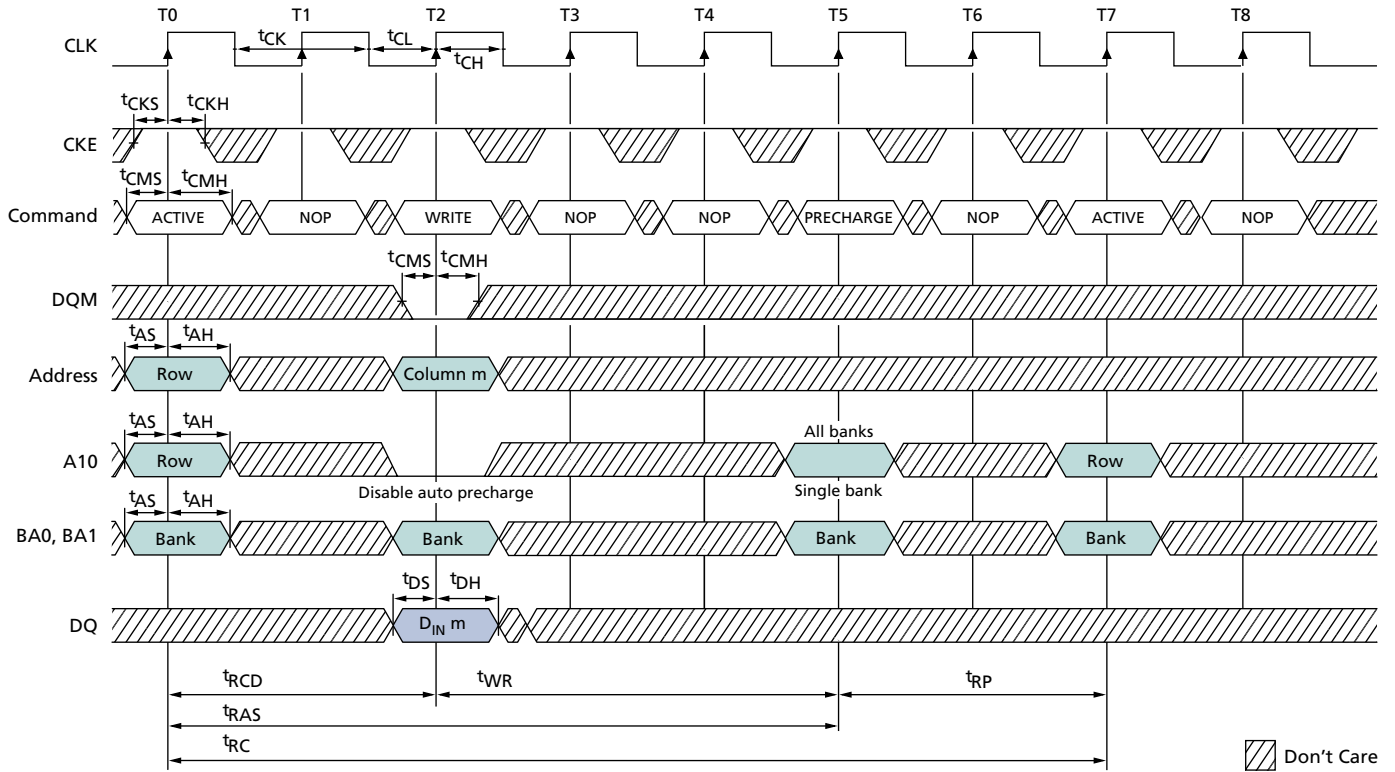 T0 T1 T2 T3 T4 T5 T6 T7 T8
CLK tCK tCL tCH
tCKS tCKH
CKE
tCMS tCMH
Command ACTIVE NOP WRITE NOP NOP PRECHARGE NOP ACTIVE NOP
tCMS tCMH
DQM
tAS tAH
Address Row Column m
tAS tAH All banks
A10 Row Row
Disable auto precharge Single bank
tAS tAH
BA0, BA1 Bank Bank Bank Bank
tDS tDH
DQ DIN m
tRCD tWR tRP
tRAS
tRC
Don't Care